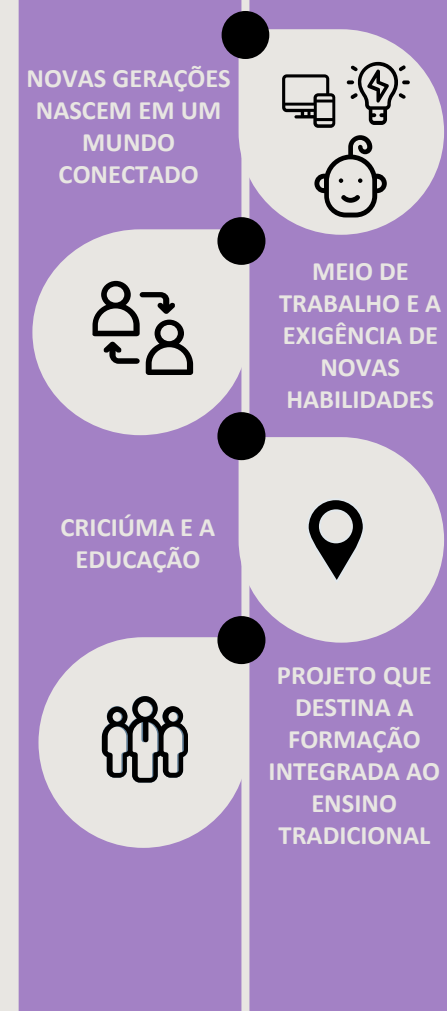 NOVAS GERAÇÕES
NASCEM EM UM
MUNDO
CONECTADO
MEIO DE
TRABALHO E A
EXIGÊNCIA DE
NOVAS
HABILIDADES
CRICIÚMA E A
EDUCAÇÃO
PROJETO QUE
DESTINA A
FORMAÇÃO
INTEGRADA AO
ENSINO
TRADICIONAL